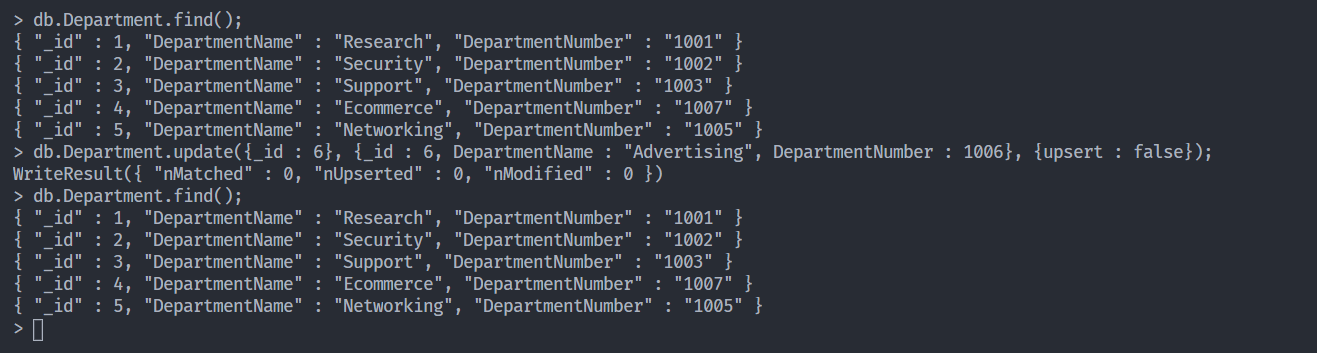 > db.Department.find();
{ "_id" : 1, "DepartmentName" : "Research", "DepartmentNumber" : "1001" }
{ "_id" : 2, "DepartmentName" : "Security", "DepartmentNumber" : "1002" }
{ "_id" : 3, "DepartmentName" : "Support", "DepartmentNumber" : "1003" }
{ "_id" : 4, "DepartmentName" : "Ecommerce", "DepartmentNumber" : "1007" }
{ "_id" : 5, "DepartmentName" : "Networking", "DepartmentNumber" : "1005" }
> db.Department.update({_id : 6}, {_id : 6, DepartmentName : "Advertising", DepartmentNumber : 1006}, {upsert : false});
WriteResult({ "nMatched" : 0, "nUpserted" : 0, "nModified" : 0 })
> db.Department.find();
{ "_id" : 1, "DepartmentName" : "Research", "DepartmentNumber" : "1001" }
{ "_id" : 2, "DepartmentName" : "Security", "DepartmentNumber" : "1002" }
{ "_id" : 3, "DepartmentName" : "Support", "DepartmentNumber" : "1003" }
{ "_id" : 4, "DepartmentName" : "Ecommerce", "DepartmentNumber" : "1007" }
{ "_id" : 5, "DepartmentName" : "Networking", "DepartmentNumber" : "1005" }
>